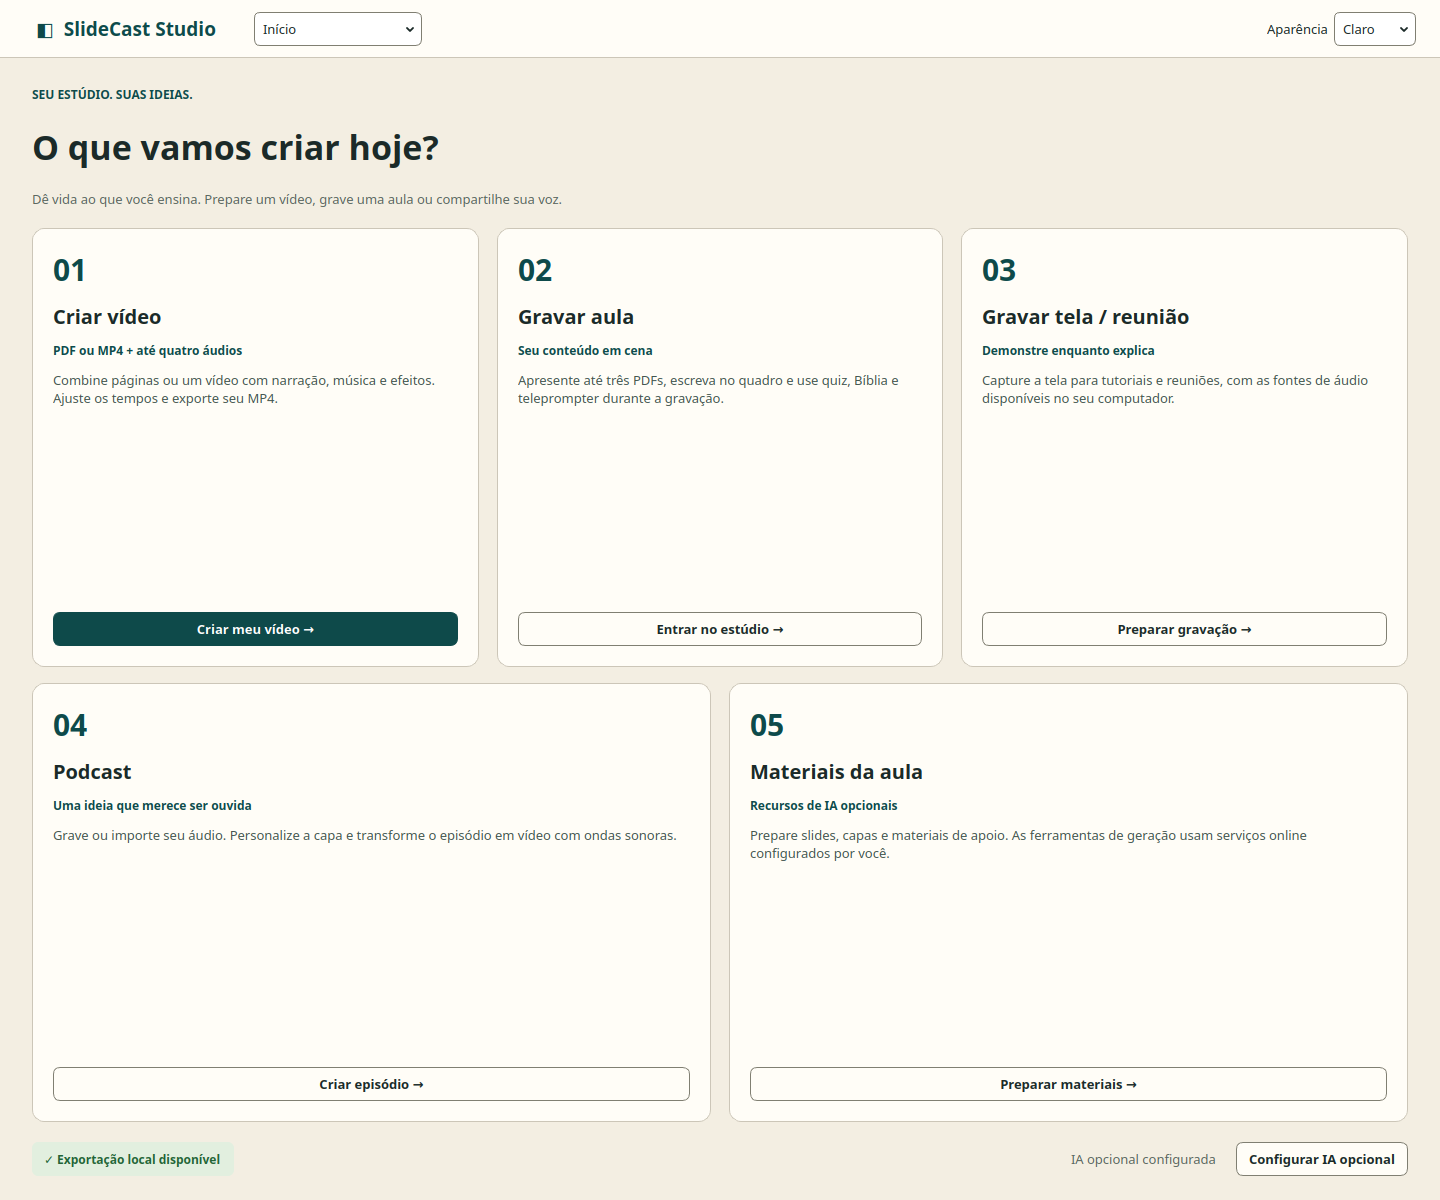 SlideCast Studio
Início
Aparência
Claro
SEU ESTÚDIO. SUAS IDEIAS.
O que vamos criar hoje?
Dê vida ao que você ensina. Prepare um vídeo, grave uma aula ou compartilhe sua voz.
01
Criar vídeo
PDF ou MP4 + até quatro áudios
Combine páginas ou um vídeo com narração, música e efeitos.
Ajuste os tempos e exporte seu MP4.
Criar meu vídeo →
02
Gravar aula
Seu conteúdo em cena
Apresente até três PDFs, escreva no quadro e use quiz, Bíblia e
teleprompter durante a gravação.
Entrar no estúdio →
03
Gravar tela / reunião
Demonstre enquanto explica
Capture a tela para tutoriais e reuniões, com as fontes de áudio
disponíveis no seu computador.
Preparar gravação →
04
Podcast
Uma ideia que merece ser ouvida
Grave ou importe seu áudio. Personalize a capa e transforme o episódio em vídeo com ondas sonoras.
Criar episódio →
05
Materiais da aula
Recursos de IA opcionais
Prepare slides, capas e materiais de apoio. As ferramentas de geração usam serviços online
configurados por você.
Preparar materiais →
✓ Exportação local disponível
IA opcional configurada
Configurar IA opcional